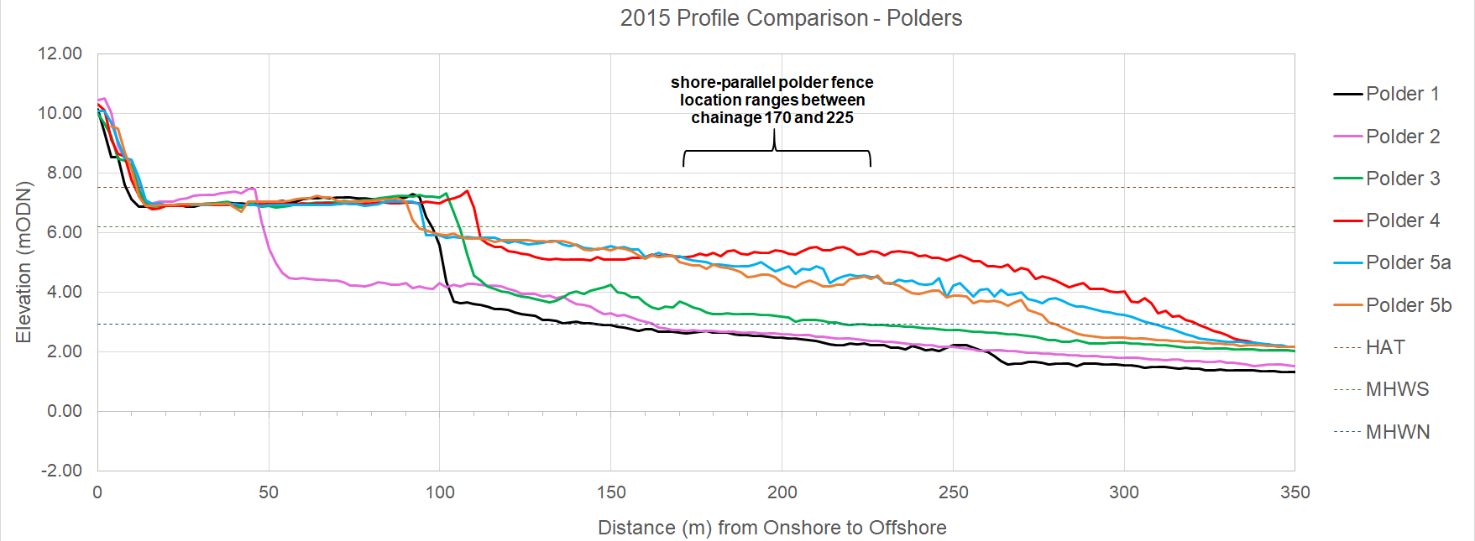 2015 Profile Comparison - Polders
12.00
10.00
8.00
6.00
4.00
2.00
0.00
-2.00
Elevation (mODN)
shore-parallel polder fence
location ranges between
chainage 170 and 225
0
50
100
150
200
250
300
350
Distance (m) from Onshore to Offshore
Polder 1
Polder 2
Polder 3
Polder 4
Polder 5a
Polder 5b
HAT
MHWS
MHWN